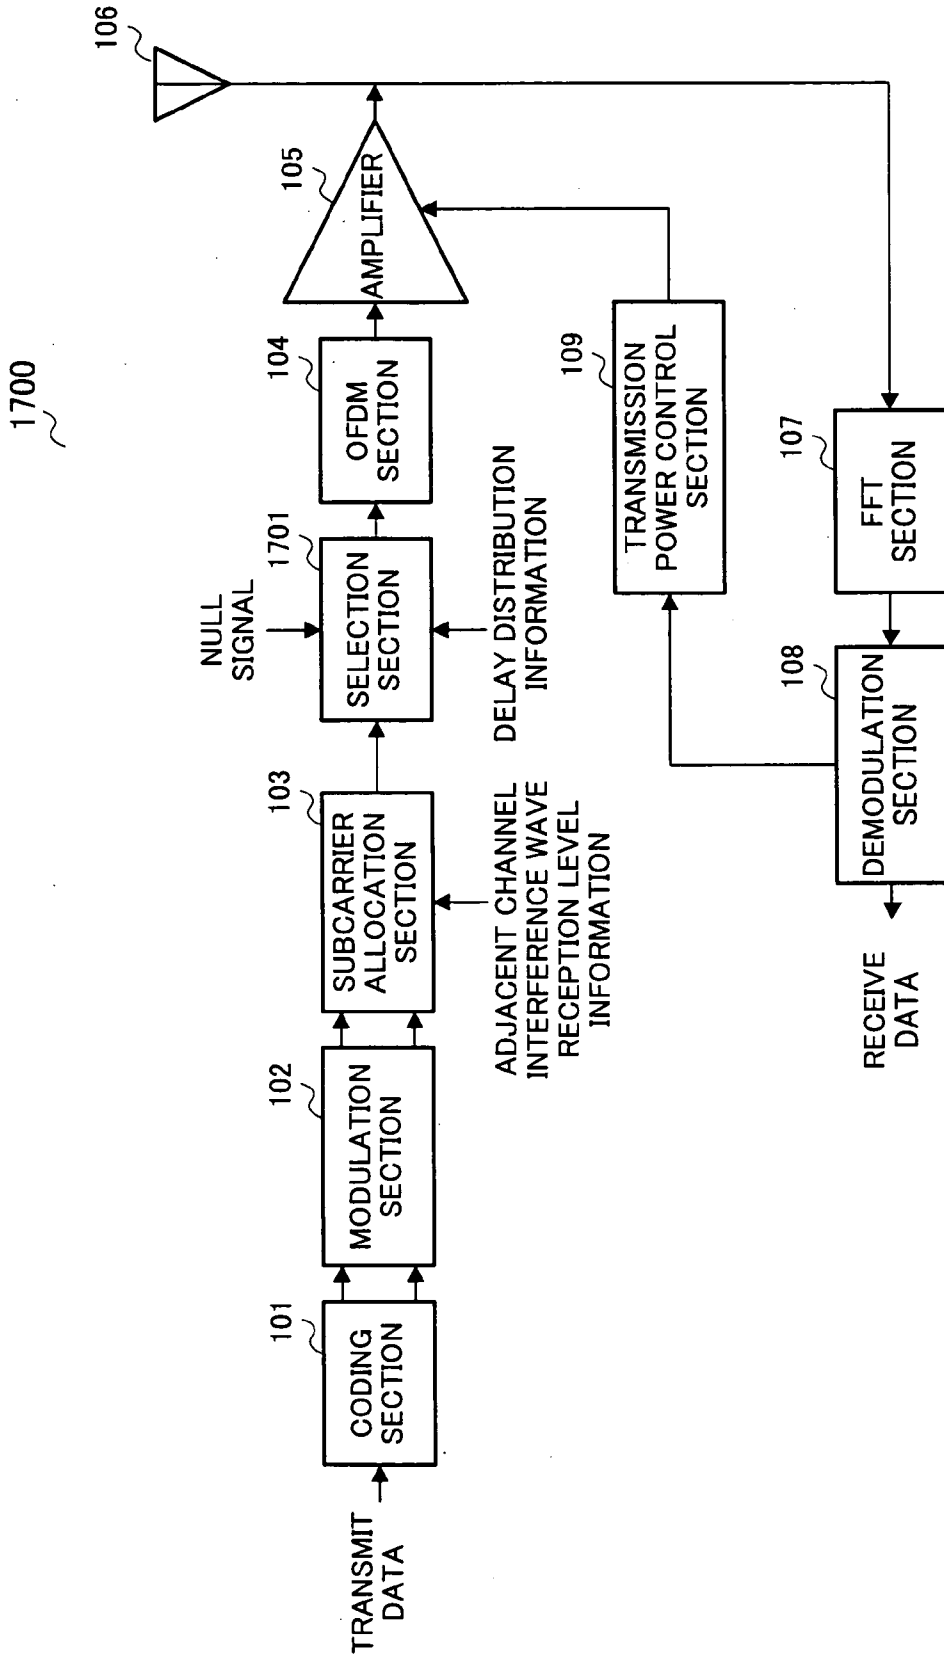 1700
106
105
AMPLIFIER
104
OFDM
SECTION
1701
SELECTION
SECTION
NULL
SIGNAL
DELAY DISTRIBUTION
INFORMATION
103
SUBCARRIER
ALLOCATION
SECTION
ADJACENT CHANNEL
INTERFERENCE WAVE
RECEPTION LEVEL
INFORMATION
102
MODULATION
SECTION
101
CODING
SECTION
TRANSMIT
DATA
109
TRANSMISSION
POWER CONTROL
SECTION
107
FFT
SECTION
108
DEMODULATION
SECTION
RECEIVE
DATA